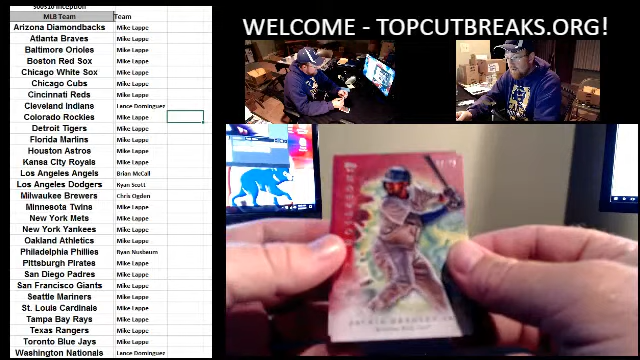 WELCOME - TOPCUTBREAKS.ORG!
MLB Team Team
Arizona Diamondbacks Mike Lappe
Atlanta Braves Mike Lappe
Baltimore Orioles Mike Lappe
Boston Red Sox Mike Lappe
Chicago White Sox Mike Lappe
Chicago Cubs Mike Lappe
Cincinnati Reds Mike Lappe
Cleveland Indians Lance Dominguez
Colorado Rockies Mike Lappe
Detroit Tigers Mike Lappe
Florida Marlins Mike Lappe
Houston Astros Mike Lappe
Kansa City Royals Mike Lappe
Los Angeles Angels Brian McCall
Los Angeles Dodgers Ryan Scott
Milwaukee Brewers Chris Ogden
Minnesota Twins Mike Lappe
New York Mets Mike Lappe
New York Yankees Mike Lappe
Oakland Athletics Mike Lappe
Philadelphia Phillies Ryan Nusbaum
Pittsburgh Pirates Mike Lappe
San Diego Padres Mike Lappe
San Francisco Giants Mike Lappe
Seattle Mariners Mike Lappe
St. Louis Cardinals Mike Lappe
Tampa Bay Rays Mike Lappe
Texas Rangers Mike Lappe
Toronto Blue Jays Mike Lappe
Washington Nationals Lance Dominguez